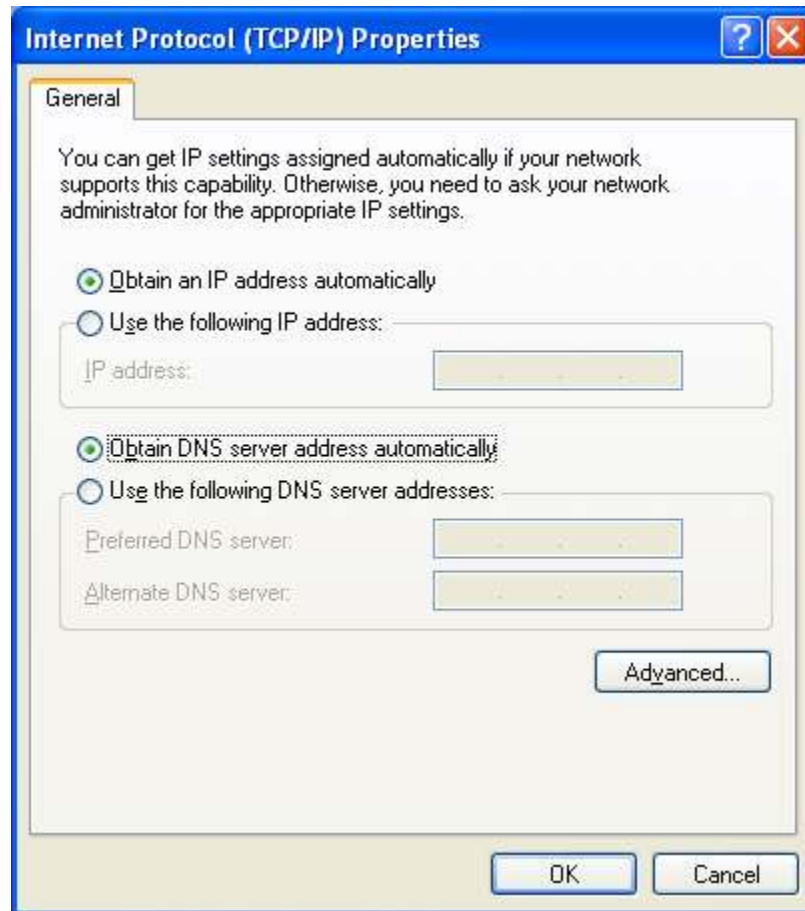 Internet Protocol (TCP/IP) Properties
General
You can get IP settings assigned automatically if your network
supports this capability. Otherwise, you need to ask your network
administrator for the appropriate IP settings.
Obtain an IP address automatically
Use the following IP address:
IP address:
Obtain DNS server address automatically
Use the following DNS server addresses:
Preferred DNS server:
Alternate DNS server:
Advanced...
OK Cancel